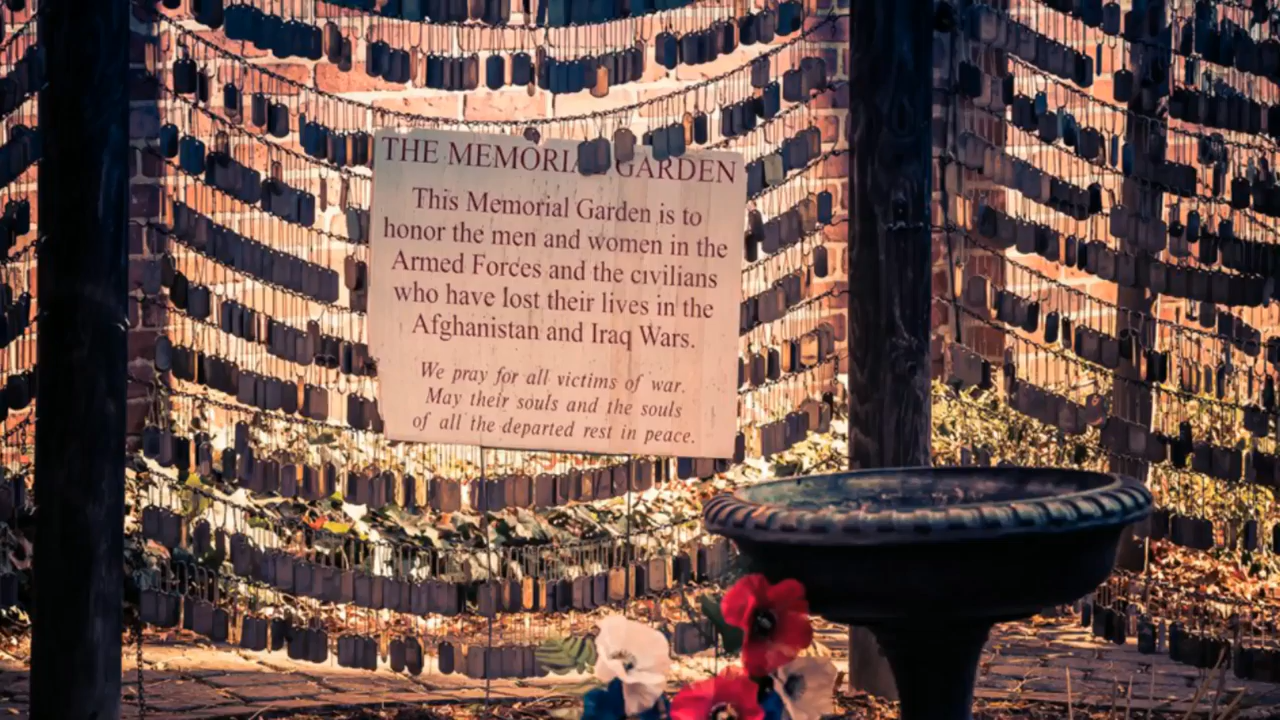 THE MEMORIAL GARDEN
This Memorial Garden is to
honor the men and women in the
Armed Forces and the civilians
who have lost their lives in the
Afghanistan and Iraq Wars.
We pray for all victims of war.
May their souls and the souls
of all the departed rest in peace.